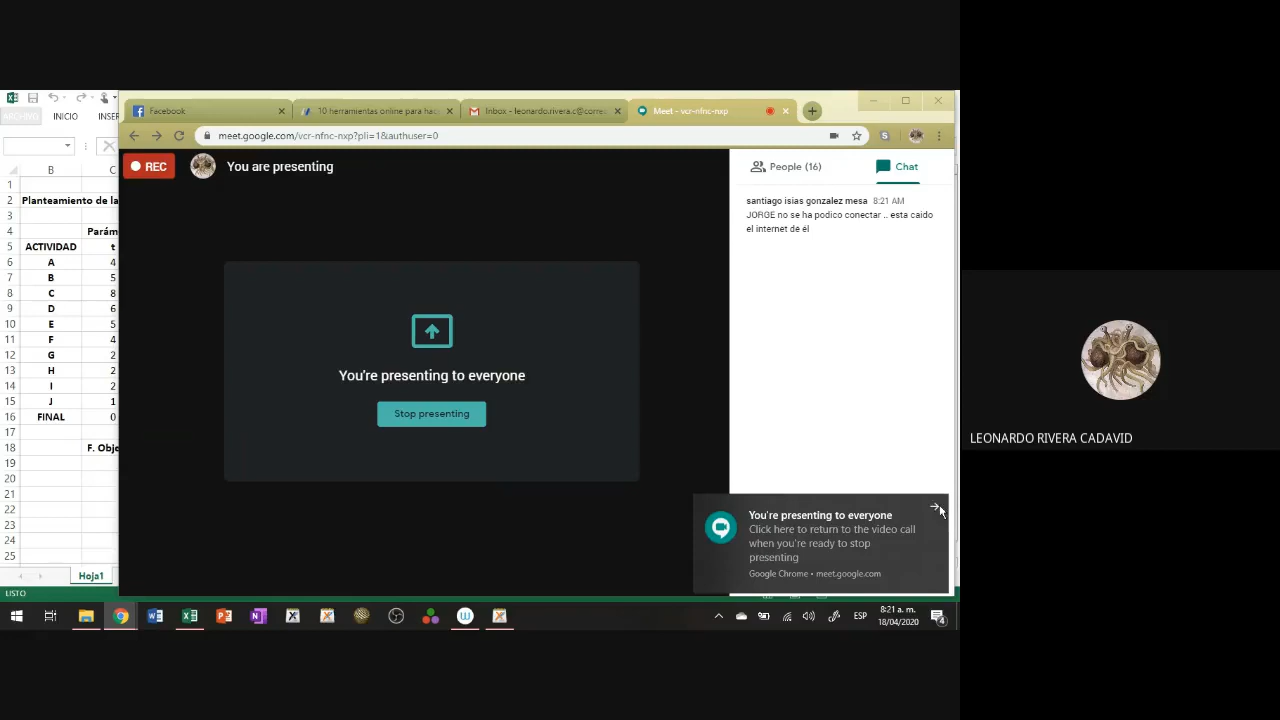 Facebook
10 herramientas online para ha
Inbox - leonardo.rivera.c@corre
Meet - vcr-nfnc-nxp
ARCHIVO INICIO INSER
meet.google.com/vcr-nfnc-nxp?pli=1&authuser=0
REC
You are presenting
People (16)
Chat
santiago isias gonzalez mesa 8:21 AM
JORGE no se ha podico conectar .. esta caido
el internet de él
B C
1
2 Planteamiento de la
3
4 Parám
5 ACTIVIDAD t
6 A 4
7 B 5
8 C 8
9 D 6
10 E 5
11 F 4
12 G 2
13 H 2
14 I 2
15 J 1
16 FINAL 0
17
18 F. Obje
19
20
21
22
23
24
25
You're presenting to everyone
Stop presenting
You're presenting to everyone
Click here to return to the video call
when you're ready to stop
presenting
Google Chrome • meet.google.com
Hoja1
LISTO
ESP
8:21 a. m.
18/04/2020
4
LEONARDO RIVERA CADAVID